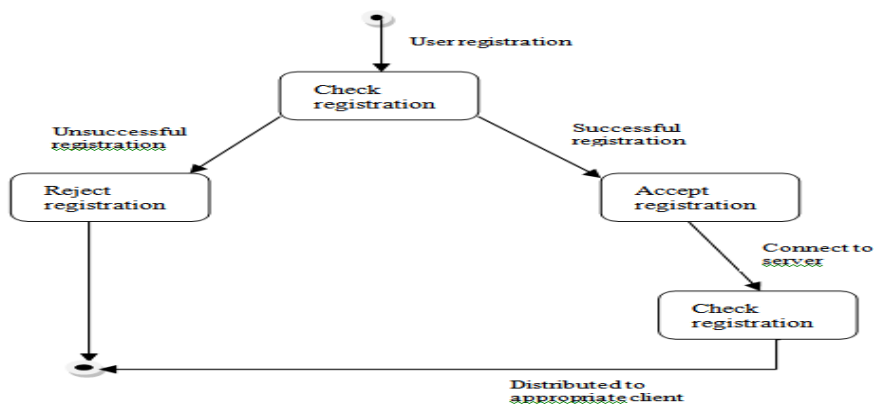 User registration
Check
registration
Unsuccessful
registration
Successful
registration
Reject
registration
Accept
registration
Connect to
server
Check
registration
Distributed to
appropriate client